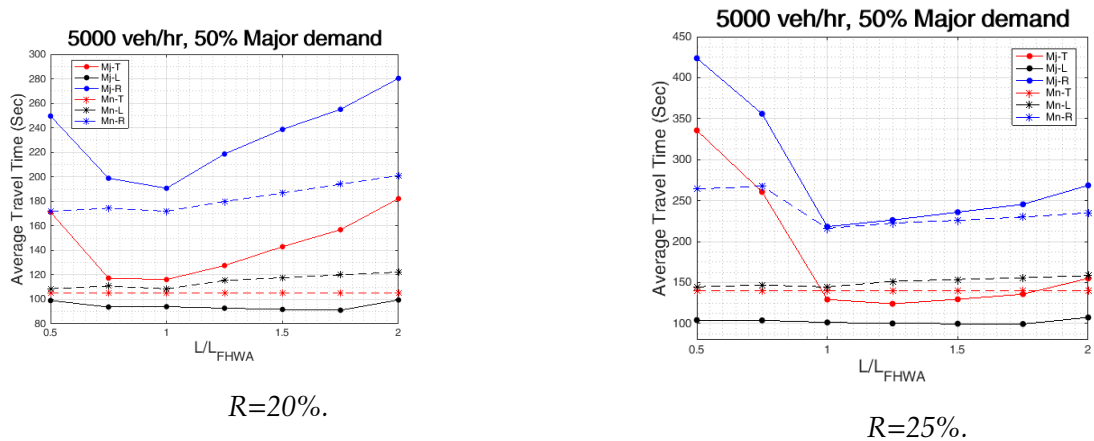 5000 veh/hr, 50% Major demand
300
280
260
240
220
200
180
160
140
120
100
80
Average Travel Time (Sec)
Mj-T
Mj-L
Mj-R
Mn-T
Mn-L
Mn-R
0.5
1
1.5
2
L/L_FHWA
R=20%.
5000 veh/hr, 50% Major demand
450
400
350
300
250
200
150
100
Average Travel Time (Sec)
Mj-T
Mj-L
Mj-R
Mn-T
Mn-L
Mn-R
0.5
1
1.5
2
L/L_FHWA
R=25%.